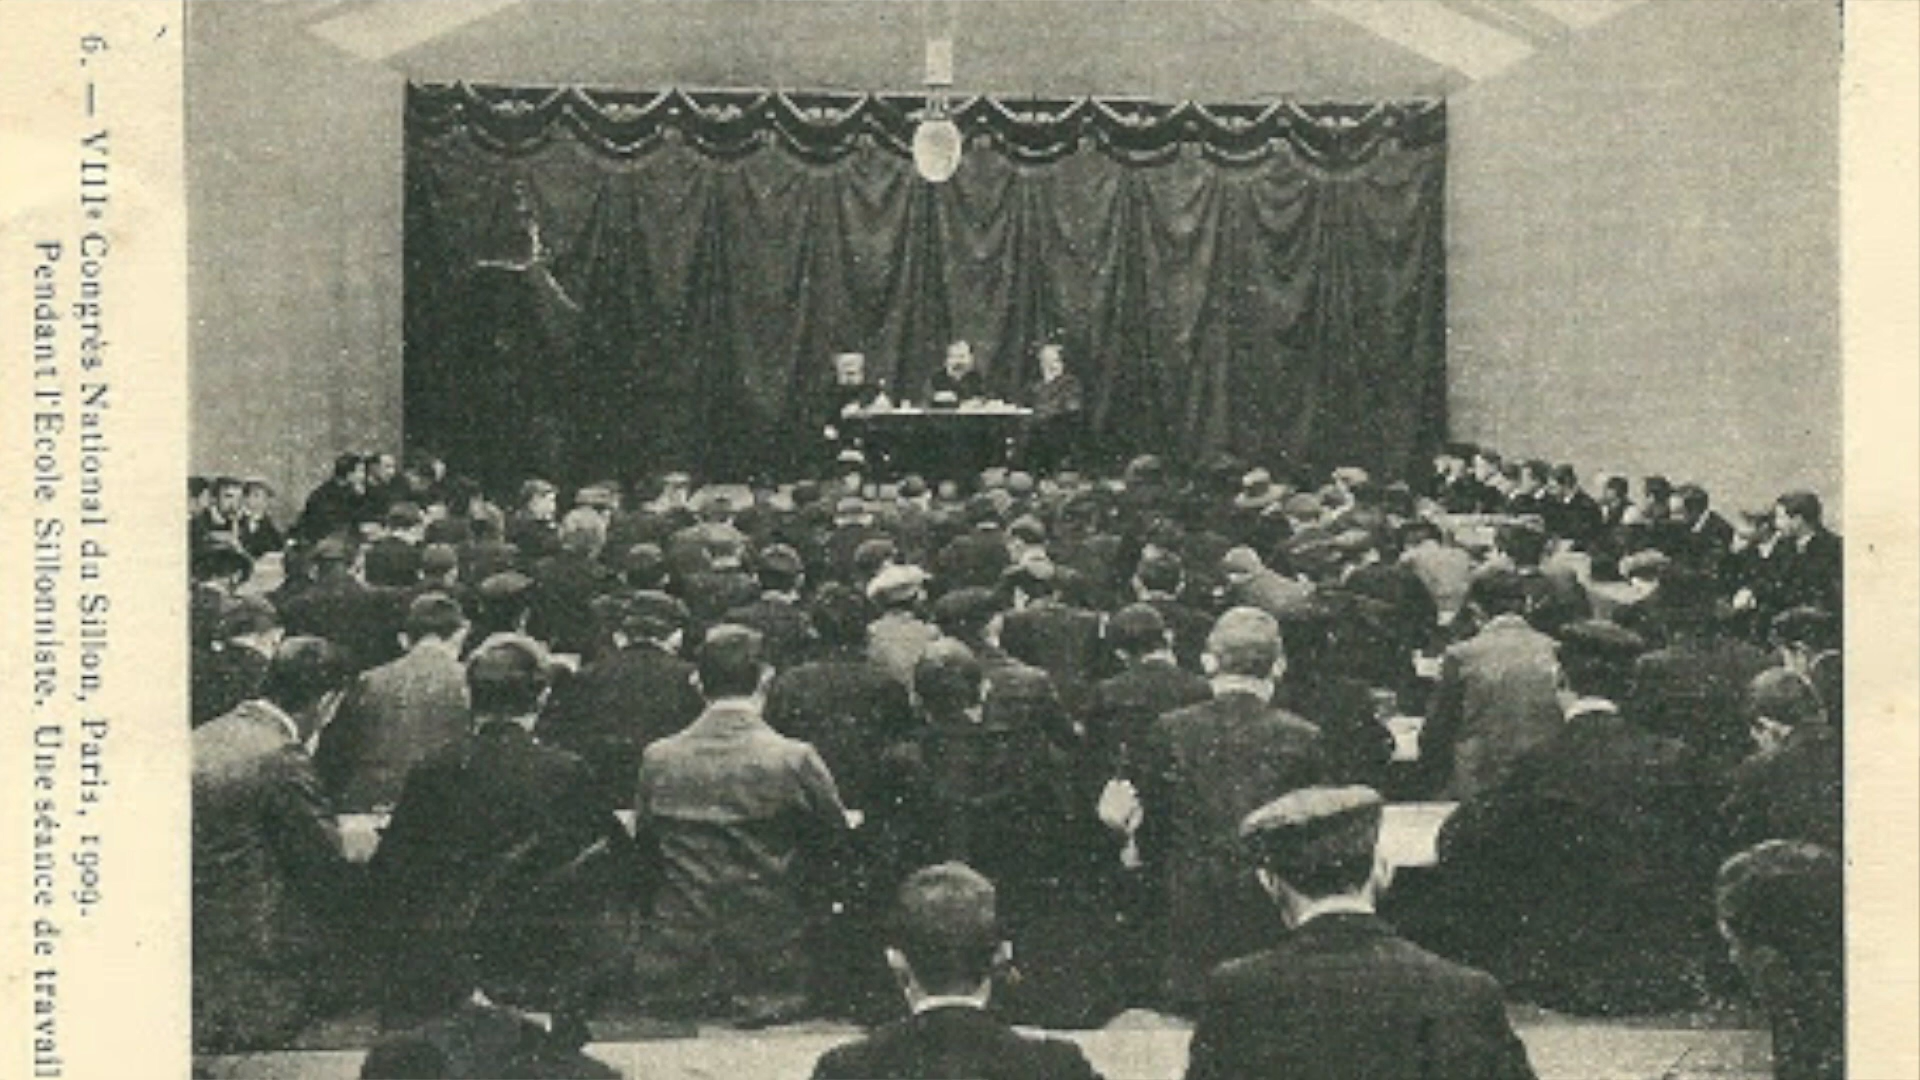 6. — VIIIe Congrès National du Sillon, Paris, 1909.
Pendant l'Ecole Sillonniste. Une séance de travail